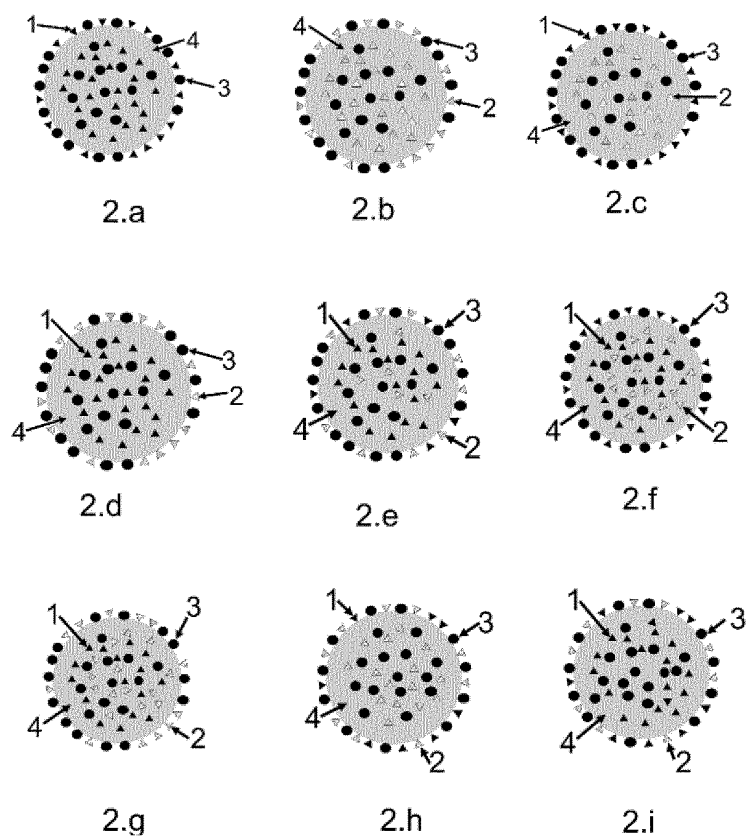 1 4 3
2.a
4 3 2
2.b
1 3 2 4
2.c
1 3 2 4
2.d
1 3 4 2
2.e
1 3 4 2
2.f
1 3 4 2
2.g
1 3 4 2
2.h
1 3 4 2
2.i